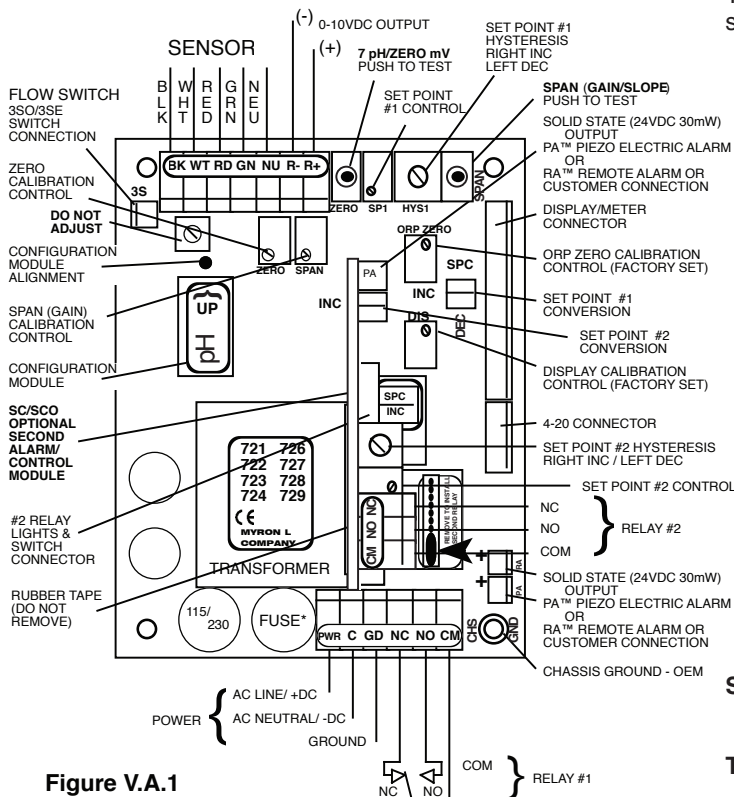 (-) 0-10VDC OUTPUT
(+)
SENSOR
BLK
WHT
RED
GRN
NEU
7 pH/ZERO mV
PUSH TO TEST
SET POINT #1
HYSTERESIS
RIGHT INC
LEFT DEC
SET POINT
#1 CONTROL
SPAN (GAIN/SLOPE)
PUSH TO TEST
SOLID STATE (24VDC 30mW)
OUTPUT
PA™ PIEZO ELECTRIC ALARM
OR
RA™ REMOTE ALARM OR
CUSTOMER CONNECTION
DISPLAY/METER
CONNECTOR
ORP ZERO CALIBRATION
CONTROL (FACTORY SET)
SET POINT #1
CONVERSION
SET POINT #2
CONVERSION
DISPLAY CALIBRATION
CONTROL (FACTORY SET)
4-20 CONNECTOR
SET POINT #2 HYSTERESIS
RIGHT INC / LEFT DEC
SET POINT #2 CONTROL
NC
NO
COM
RELAY #2
SOLID STATE (24VDC 30mW)
OUTPUT
PA™ PIEZO ELECTRIC ALARM
OR
RA™ REMOTE ALARM OR
CUSTOMER CONNECTION
CHASSIS GROUND - OEM
FLOW SWITCH
3SO/3SE
SWITCH
CONNECTION
ZERO
CALIBRATION
CONTROL
DO NOT
ADJUST
CONFIGURATION
MODULE
ALIGNMENT
SPAN (GAIN)
CALIBRATION
CONTROL
CONFIGURATION
MODULE
SC/SCO
OPTIONAL
SECOND
ALARM/
CONTROL
MODULE
#2 RELAY
LIGHTS &
SWITCH
CONNECTOR
RUBBER TAPE
(DO NOT
REMOVE)
BK WT RD GN NU R- R+
ZERO SP1 HYS1 SPAN
3S
ZERO SPAN
UP
pH
PA
INC
ORP ZERO
INC
SPC
DEC
DIS
SPC
INC
721 726
722 727
723 728
724 729
CE
MYRON L
COMPANY
TRANSFORMER
CM NO NC
REMOVE TO INSTALL
SECOND RELAY
+ RA
+ PA
CHS
GND
115/
230
FUSE*
PWR C GD NC NO CM
POWER
AC LINE/ +DC
AC NEUTRAL/ -DC
GROUND
NC NO
COM
RELAY #1
Figure V.A.1